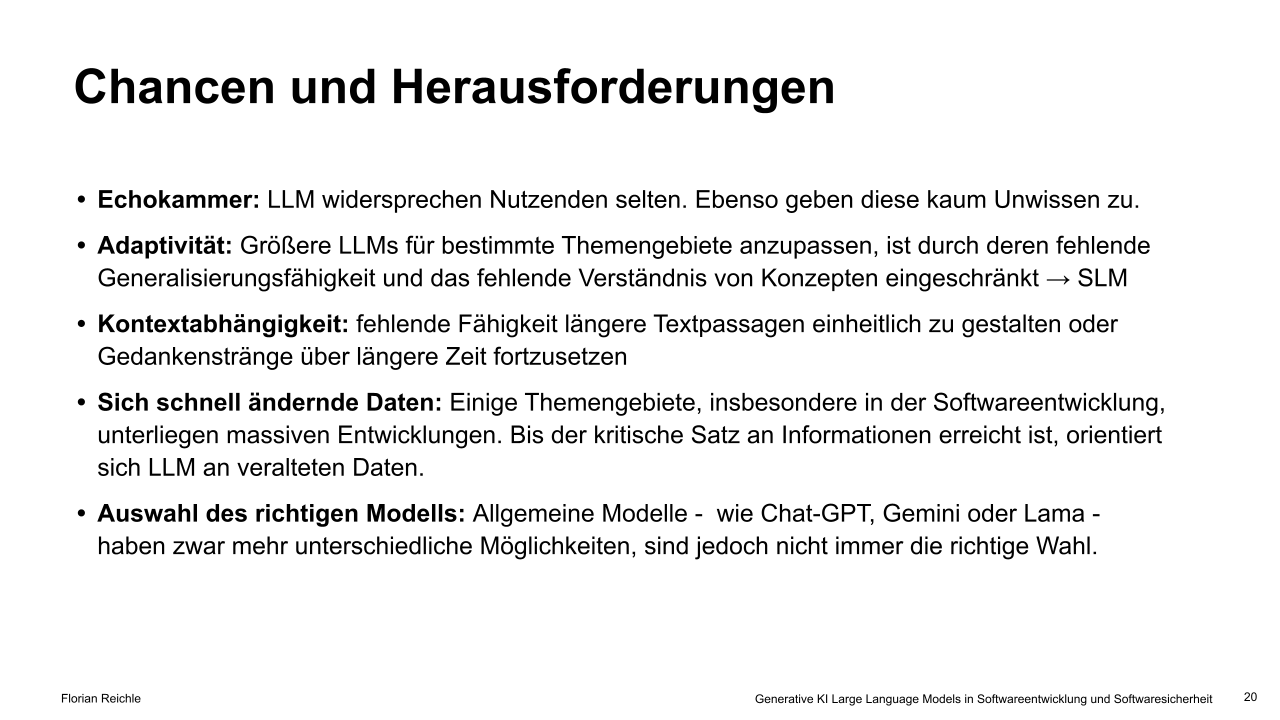 Chancen und Herausforderungen
• Echokammer: LLM widersprechen Nutzenden selten. Ebenso geben diese kaum Unwissen zu.
• Adaptivität: Größere LLMs für bestimmte Themengebiete anzupassen, ist durch deren fehlende
Generalisierungsfähigkeit und das fehlende Verständnis von Konzepten eingeschränkt → SLM
• Kontextabhängigkeit: fehlende Fähigkeit längere Textpassagen einheitlich zu gestalten oder
Gedankenstränge über längere Zeit fortzusetzen
• Sich schnell ändernde Daten: Einige Themengebiete, insbesondere in der Softwareentwicklung,
unterliegen massiven Entwicklungen. Bis der kritische Satz an Informationen erreicht ist, orientiert
sich LLM an veralteten Daten.
• Auswahl des richtigen Modells: Allgemeine Modelle -  wie Chat-GPT, Gemini oder Lama -
haben zwar mehr unterschiedliche Möglichkeiten, sind jedoch nicht immer die richtige Wahl.
Florian Reichle
Generative KI Large Language Models in Softwareentwicklung und Softwaresicherheit
20